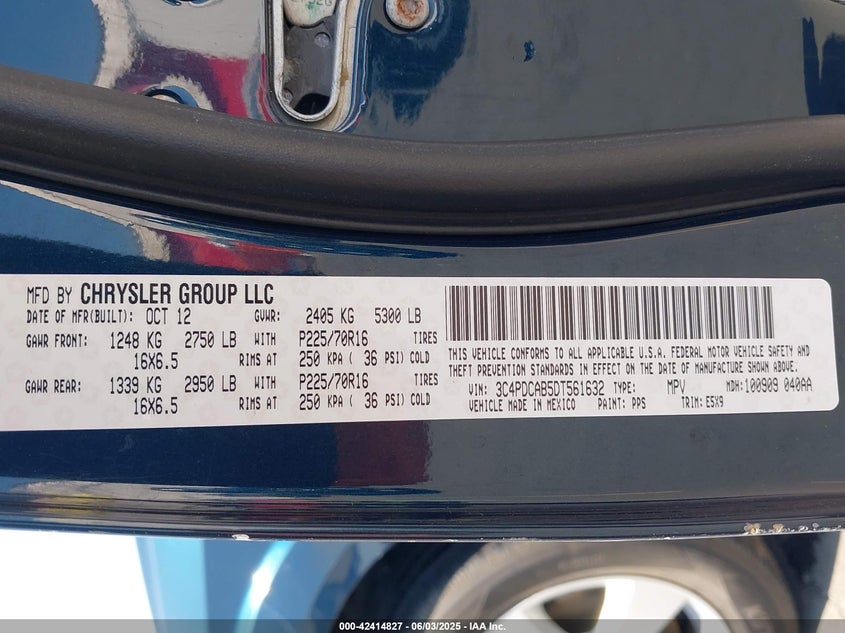 MFD BY CHRYSLER GROUP LLC
DATE OF MFR(BUILT): OCT 12 GVWR: 2405 KG 5300 LB
GAWR FRONT: 1248 KG 2750 LB WITH P225/70R16 TIRES
16X6.5 RIMS AT 250 KPA ( 36 PSI) COLD
GAWR REAR: 1339 KG 2950 LB WITH P225/70R16 TIRES
16X6.5 RIMS AT 250 KPA ( 36 PSI) COLD
THIS VEHICLE CONFORMS TO ALL APPLICABLE U.S.A. FEDERAL MOTOR VEHICLE SAFETY AND
THEFT PREVENTION STANDARDS IN EFFECT ON THE DATE OF MANUFACTURE SHOWN ABOVE.
VIN: 3C4PDCAB5DT561632 TYPE: MPV MDH: 100909 040AA
VEHICLE MADE IN MEXICO PAINT: PPS TRIM: E5X9
000-42414827 - 06/03/2025 - IAA Inc.